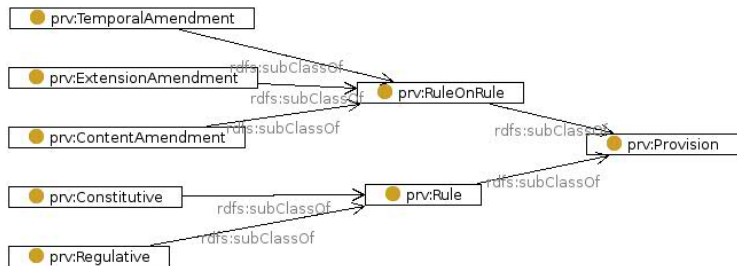 prv:TemporalAmendment
rdfs:subClassOf
prv:ExtensionAmendment
rdfs:subClassOf
prv:RuleOnRule
rdfs:subClassOf
prv:ContentAmendment
rdfs:subClassOf
prv:Provision
rdfs:subClassOf
prv:Constitutive
prv:Rule
rdfs:subClassOf
rdfs:subClassOf
prv:Regulative